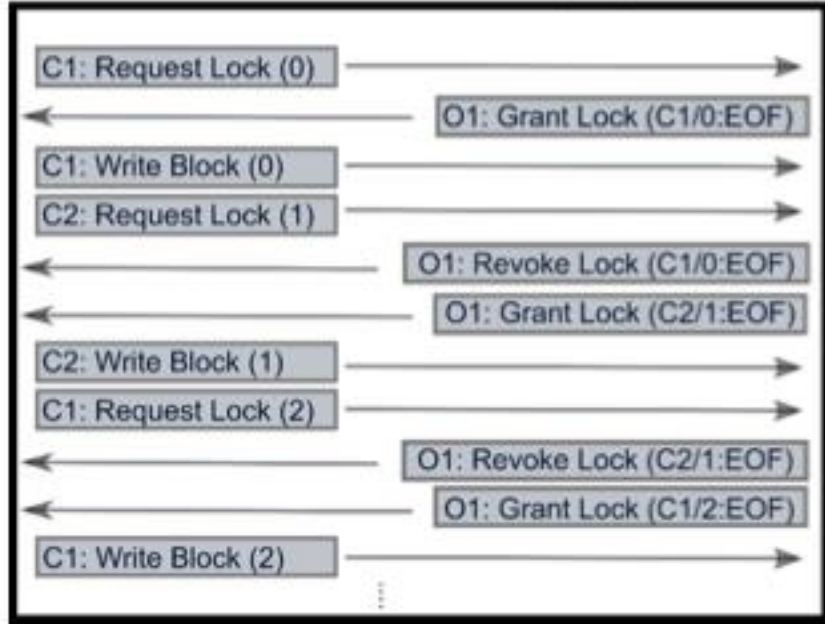 C1: Request Lock (0)
O1: Grant Lock (C1/0:EOF)
C1: Write Block (0)
C2: Request Lock (1)
O1: Revoke Lock (C1/0:EOF)
O1: Grant Lock (C2/1:EOF)
C2: Write Block (1)
C1: Request Lock (2)
O1: Revoke Lock (C2/1:EOF)
O1: Grant Lock (C1/2:EOF)
C1: Write Block (2)